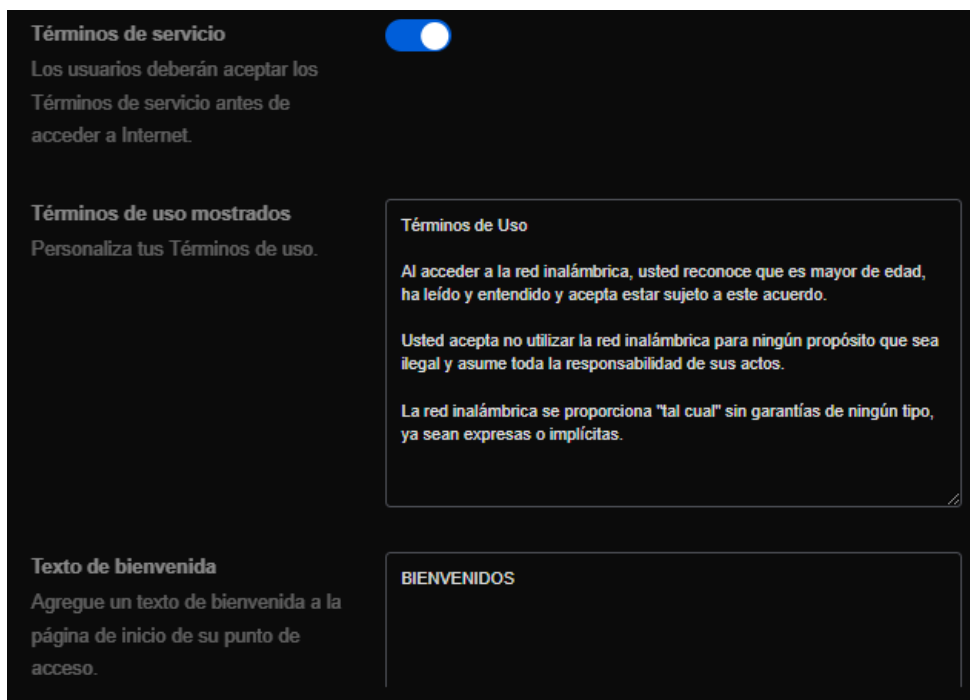 Términos de servicio
Los usuarios deberán aceptar los
Términos de servicio antes de
acceder a Internet.
Términos de uso mostrados
Personaliza tus Términos de uso.
Términos de Uso
Al acceder a la red inalámbrica, usted reconoce que es mayor de edad,
ha leído y entendido y acepta estar sujeto a este acuerdo.
Usted acepta no utilizar la red inalámbrica para ningún propósito que sea
ilegal y asume toda la responsabilidad de sus actos.
La red inalámbrica se proporciona "tal cual" sin garantías de ningún tipo,
ya sean expresas o implícitas.
Texto de bienvenida
Agregue un texto de bienvenida a la
página de inicio de su punto de
acceso.
BIENVENIDOS